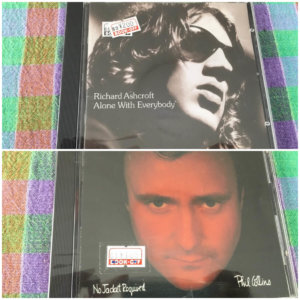 Richard Ashcroft
Alone With Everybody
No Jacket Required
Phil Collins